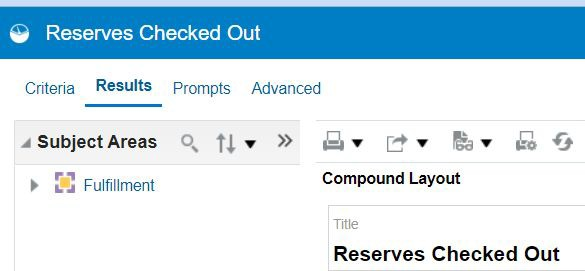 Reserves Checked Out
Criteria Results Prompts Advanced
Subject Areas
Fulfillment
Compound Layout
Title
Reserves Checked Out